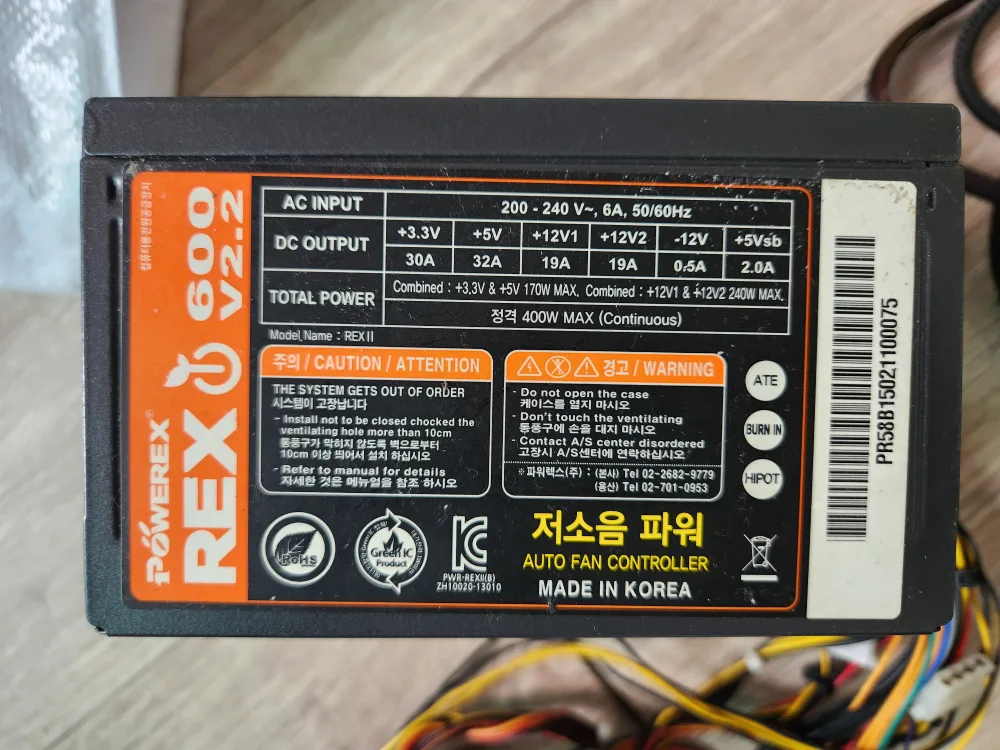 컴퓨터용전원공급장치
POWEREX®
REX 600
V2.2
AC INPUT 200 - 240 V~, 6A, 50/60Hz
DC OUTPUT +3.3V +5V +12V1 +12V2 -12V +5Vsb
30A 32A 19A 19A 0.5A 2.0A
TOTAL POWER Combined : +3.3V & +5V 170W MAX, Combined : +12V1 & +12V2 240W MAX,
정격 400W MAX (Continuous)
Model Name : REXⅡ
주의 / CAUTION / ATTENTION
THE SYSTEM GETS OUT OF ORDER
시스템이 고장납니다
- Install not to be closed chocked the
ventilating hole more than 10cm
통풍구가 막히지 않도록 벽으로부터
10cm 이상 띄어서 설치 하십시오
- Refer to manual for details
자세한 것은 메뉴얼을 참조 하시오
경고 / WARNING
- Do not open the case
케이스를 열지 마시오
- Don't touch the ventilating
통풍구에 손을 대지 마시오
- Contact A/S center disordered
고장시 A/S센터에 연락하십시오
※파워렉스(주) : (본사) Tel 02-2682-9779
(용산) Tel 02-701-0953
ATE
BURN IN
HIPOT
RoHS
Green IC
Product
PWR-REXII(B)
ZH10020-13010
저소음 파워
AUTO FAN CONTROLLER
MADE IN KOREA
PR58B15021100075